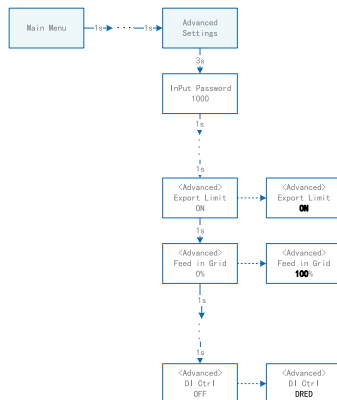 Main Menu
1s
1s
Advanced
Settings
3s
InPut Password
1000
1s
1s
<Advanced>
Export Limit
ON
<Advanced>
Export Limit
ON
1s
<Advanced>
Feed in Grid
0%
<Advanced>
Feed in Grid
100%
1s
1s
<Advanced>
DI Ctrl
OFF
<Advanced>
DI Ctrl
DRED